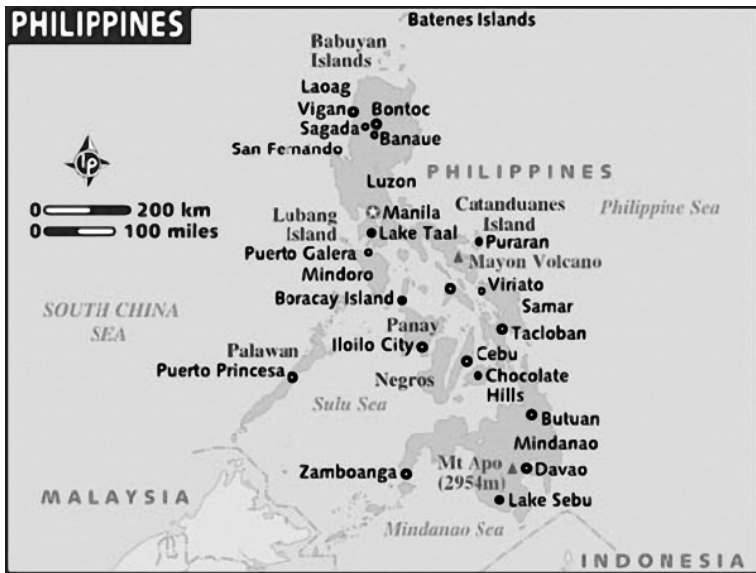 PHILIPPINES
Batenes Islands
Babuyan
Islands
Laoag
Vigan
Bontoc
Sagada
Banaue
San Fernando
PHILIPPINES
Luzon
lp
0 200 km
0 100 miles
Lubang
Island
Manila
Lake Taal
Catanduanes
Island
Philippine Sea
Puraran
Puerto Galera
Mindoro
Mayon Volcano
Viriato
Samar
SOUTH CHINA
SEA
Boracay Island
Tacloban
Panay
Iloilo City
Palawan
Puerto Princesa
Cebu
Chocolate
Hills
Negros
Sulu Sea
Butuan
Mindanao
Zamboanga
Mt Apo
(2954m)
Davao
Lake Sebu
MALAYSIA
Mindanao Sea
INDONESIA